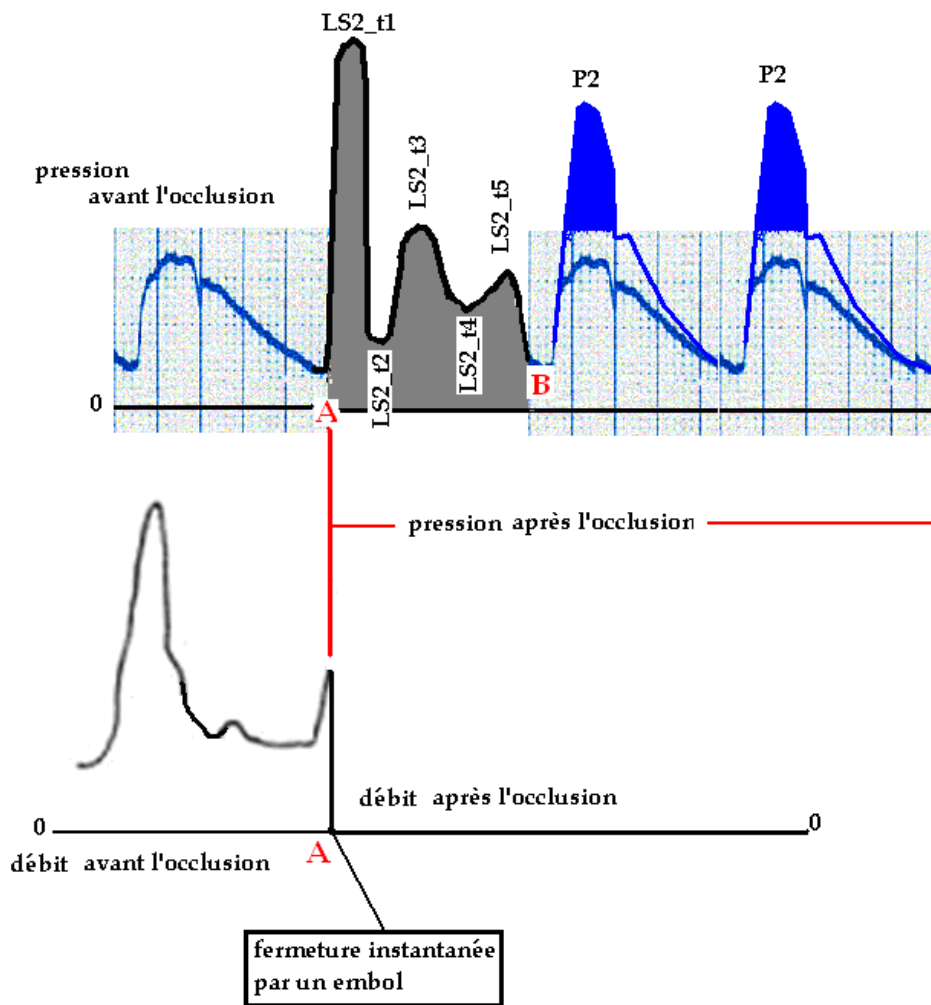 LS2_t1
P2
P2
LS2_t3
pression
avant l'occlusion
LS2_t5
LS2_t4
LS2_t2
0
A
B
pression après l'occlusion
débit après l'occlusion
0
0
débit avant l'occlusion
A
fermeture instantanée
par un embol